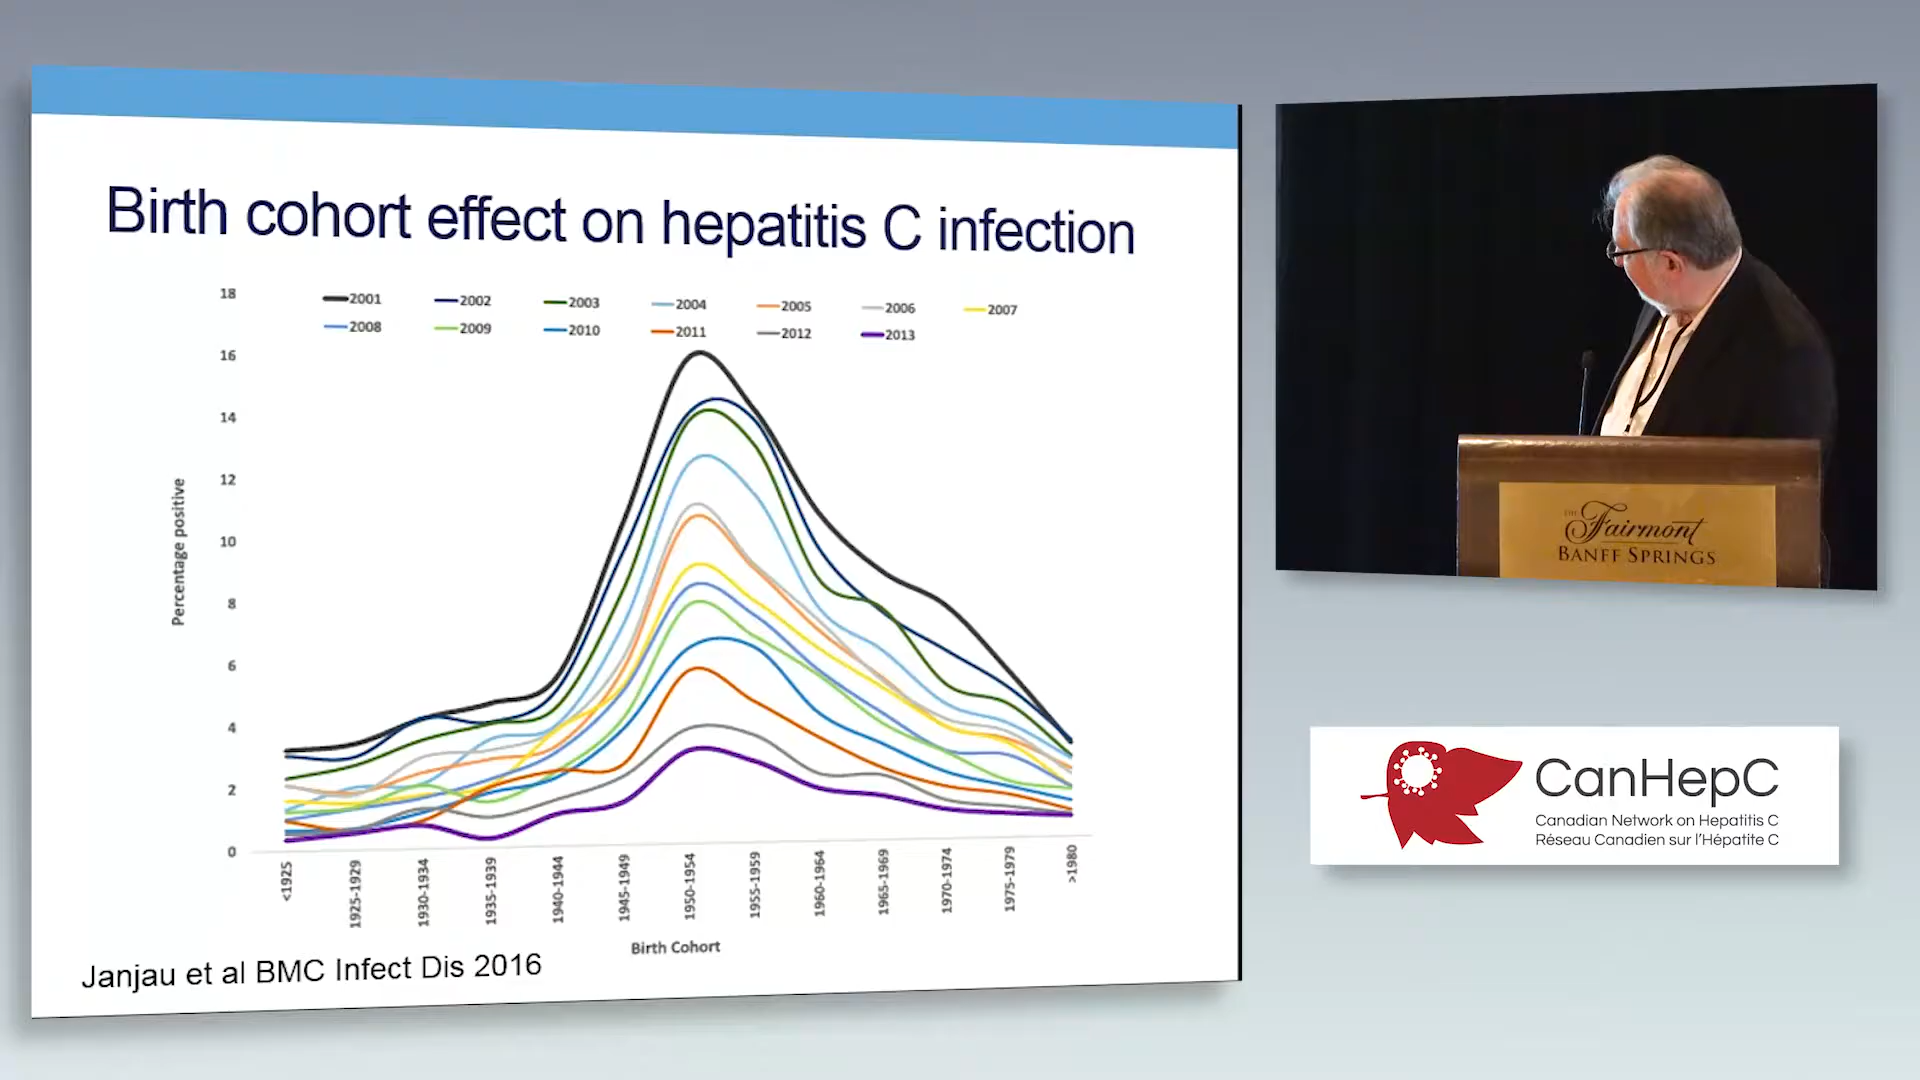 Birth cohort effect on hepatitis C infection
18
2001 2002 2003 2004 2005 2006 2007
2008 2009 2010 2011 2012 2013
16
14
12
10
8
6
4
2
0
Percentage positive
<1925 1925-1929 1930-1934 1935-1939 1940-1944 1945-1949 1950-1954 1955-1959 1960-1964 1965-1969 1970-1974 1975-1979 >1980
Birth Cohort
Janjau et al BMC Infect Dis 2016
THE
Fairmont
BANFF SPRINGS
CanHepC
Canadian Network on Hepatitis C
Réseau Canadien sur l'Hépatite C